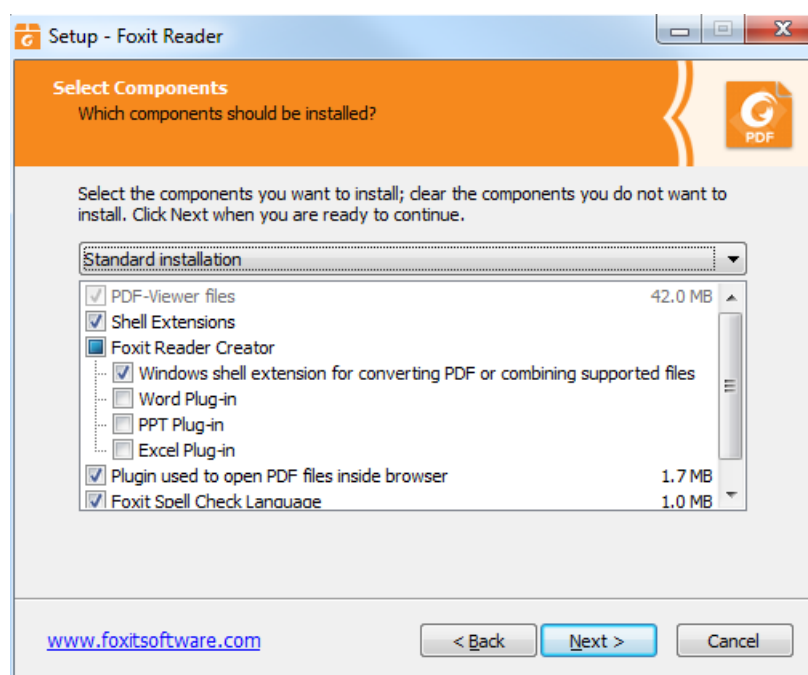 Setup - Foxit Reader
Select Components
Which components should be installed?
PDF
Select the components you want to install; clear the components you do not want to
install. Click Next when you are ready to continue.
Standard installation
PDF-Viewer files 42.0 MB
Shell Extensions
Foxit Reader Creator
Windows shell extension for converting PDF or combining supported files
Word Plug-in
PPT Plug-in
Excel Plug-in
Plugin used to open PDF files inside browser 1.7 MB
Foxit Spell Check Language 1.0 MB
www.foxitsoftware.com < Back Next > Cancel